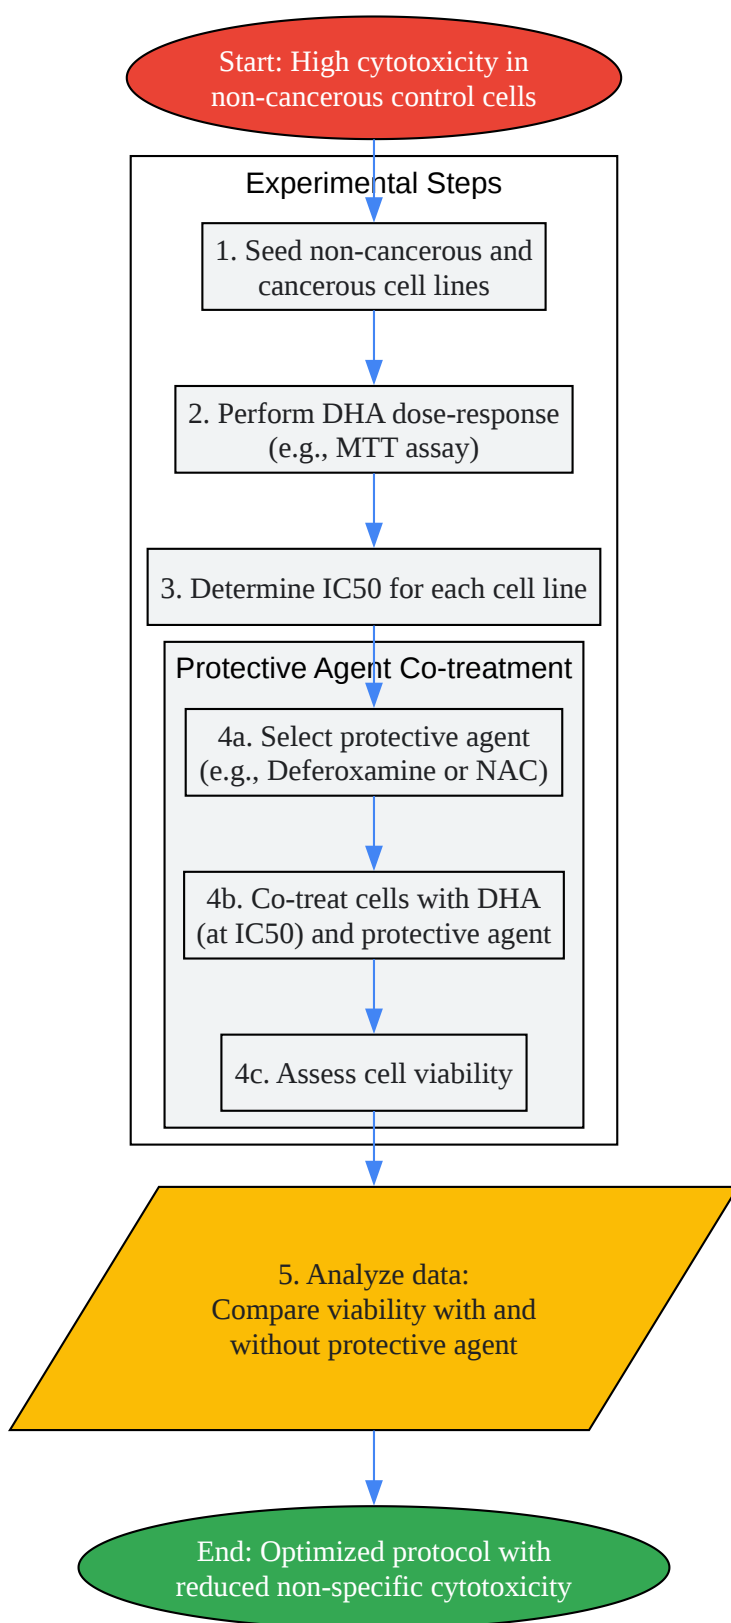 Start: High cytotoxicity in
non-cancerous control cells
Experimental Steps
1. Seed non-cancerous and
cancerous cell lines
2. Perform DHA dose-response
(e.g., MTT assay)
3. Determine IC50 for each cell line
Protective Agent Co-treatment
4a. Select protective agent
(e.g., Deferoxamine or NAC)
4b. Co-treat cells with DHA
(at IC50) and protective agent
4c. Assess cell viability
5. Analyze data:
Compare viability with and
without protective agent
End: Optimized protocol with
reduced non-specific cytotoxicity